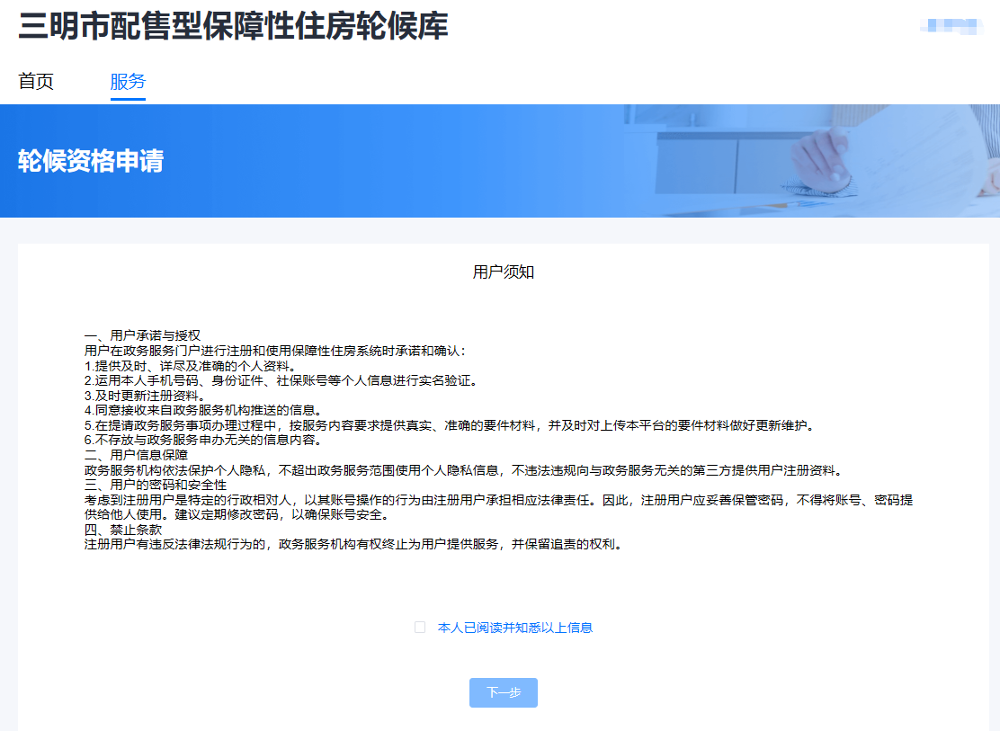 三明市配售型保障性住房轮候库
首页
服务
轮候资格申请
用户须知
一、用户承诺与授权
用户在政务服务门户进行注册和使用保障性住房系统时承诺和确认：
1.提供及时、详尽及准确的个人资料。
2.运用本人手机号码、身份证件、社保账号等个人信息进行实名验证。
3.及时更新注册资料。
4.同意接收来自政务服务机构推送的信息。
5.在提请政务服务事项办理过程中，按服务内容要求提供真实、准确的要件材料，并及时对上传本平台的要件材料做好更新维护。
6.不存放与政务服务申办无关的信息内容。
二、用户信息保障
政务服务机构依法保护个人隐私，不超出政务服务范围使用个人隐私信息，不违法违规向与政务服务无关的第三方提供用户注册资料。
三、用户的密码和安全性
考虑到注册用户是特定的行政相对人，以其账号操作的行为由注册用户承担相应法律责任。因此，注册用户应妥善保管密码，不得将账号、密码提
供给他人使用。建议定期修改密码，以确保账号安全。
四、禁止条款
注册用户有违反法律法规行为的，政务服务机构有权终止为用户提供服务，并保留追责的权利。
本人已阅读并知悉以上信息
下一步